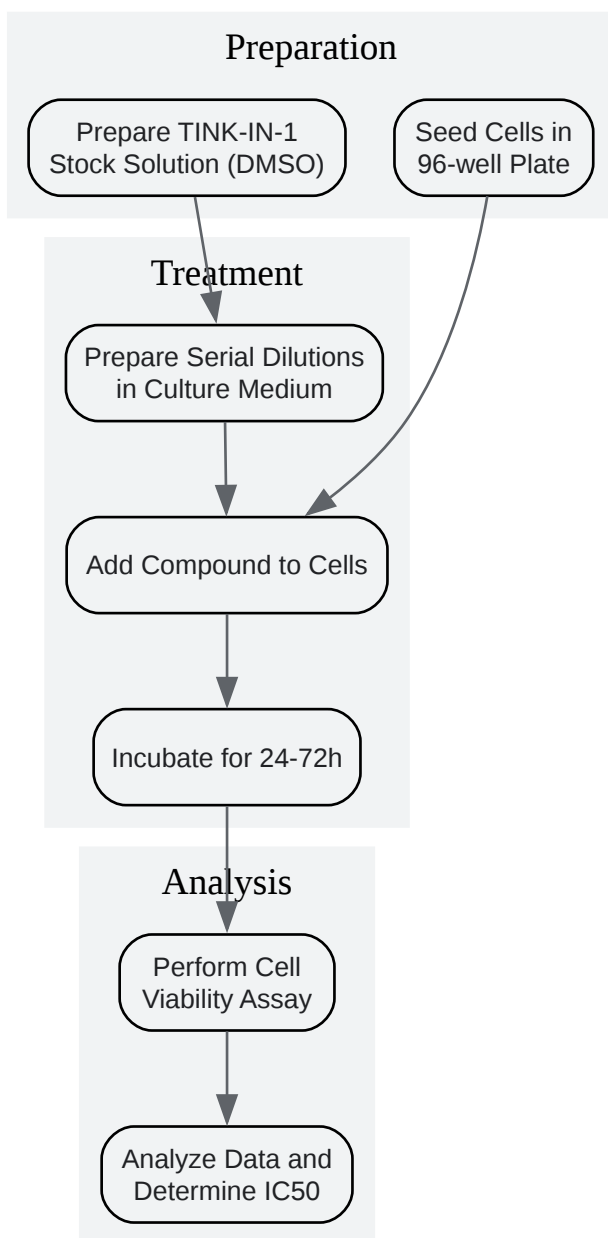 Preparation
Prepare TINK-IN-1
Stock Solution (DMSO)
Seed Cells in
96-well Plate
Treatment
Prepare Serial Dilutions
in Culture Medium
Add Compound to Cells
Incubate for 24-72h
Analysis
Perform Cell
Viability Assay
Analyze Data and
Determine IC50